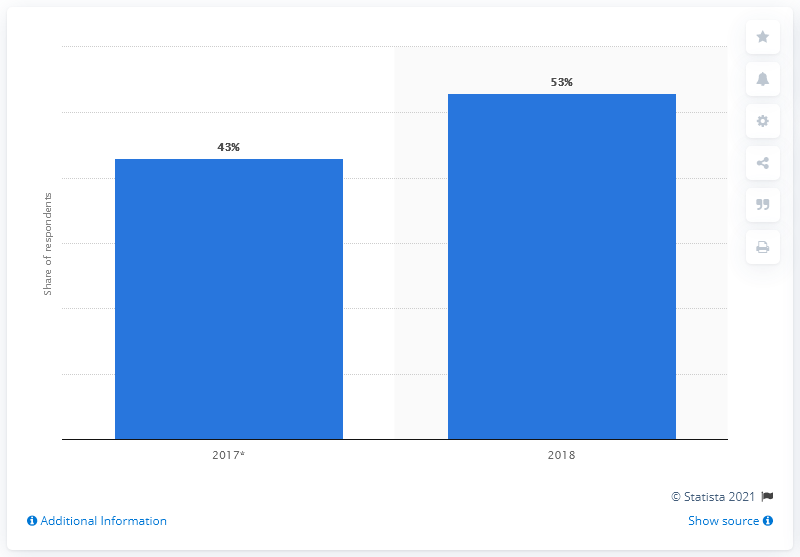 53%
43%
Share of respondents
2017*
2018
© Statista 2021
Additional Information
Show source